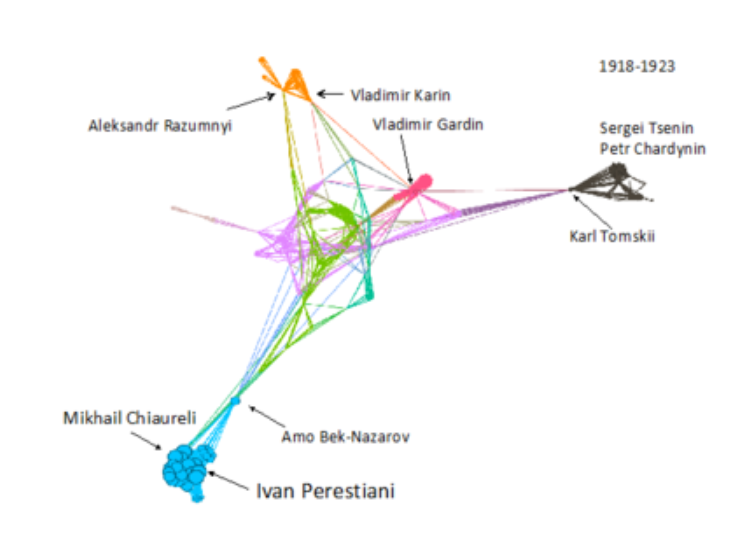 1918-1923
Vladimir Karin
Aleksandr Razumnyi
Vladimir Gardin
Sergei Tsenin
Petr Chardynin
Karl Tomskii
Mikhail Chiaureli
Amo Bek-Nazarov
Ivan Perestiani